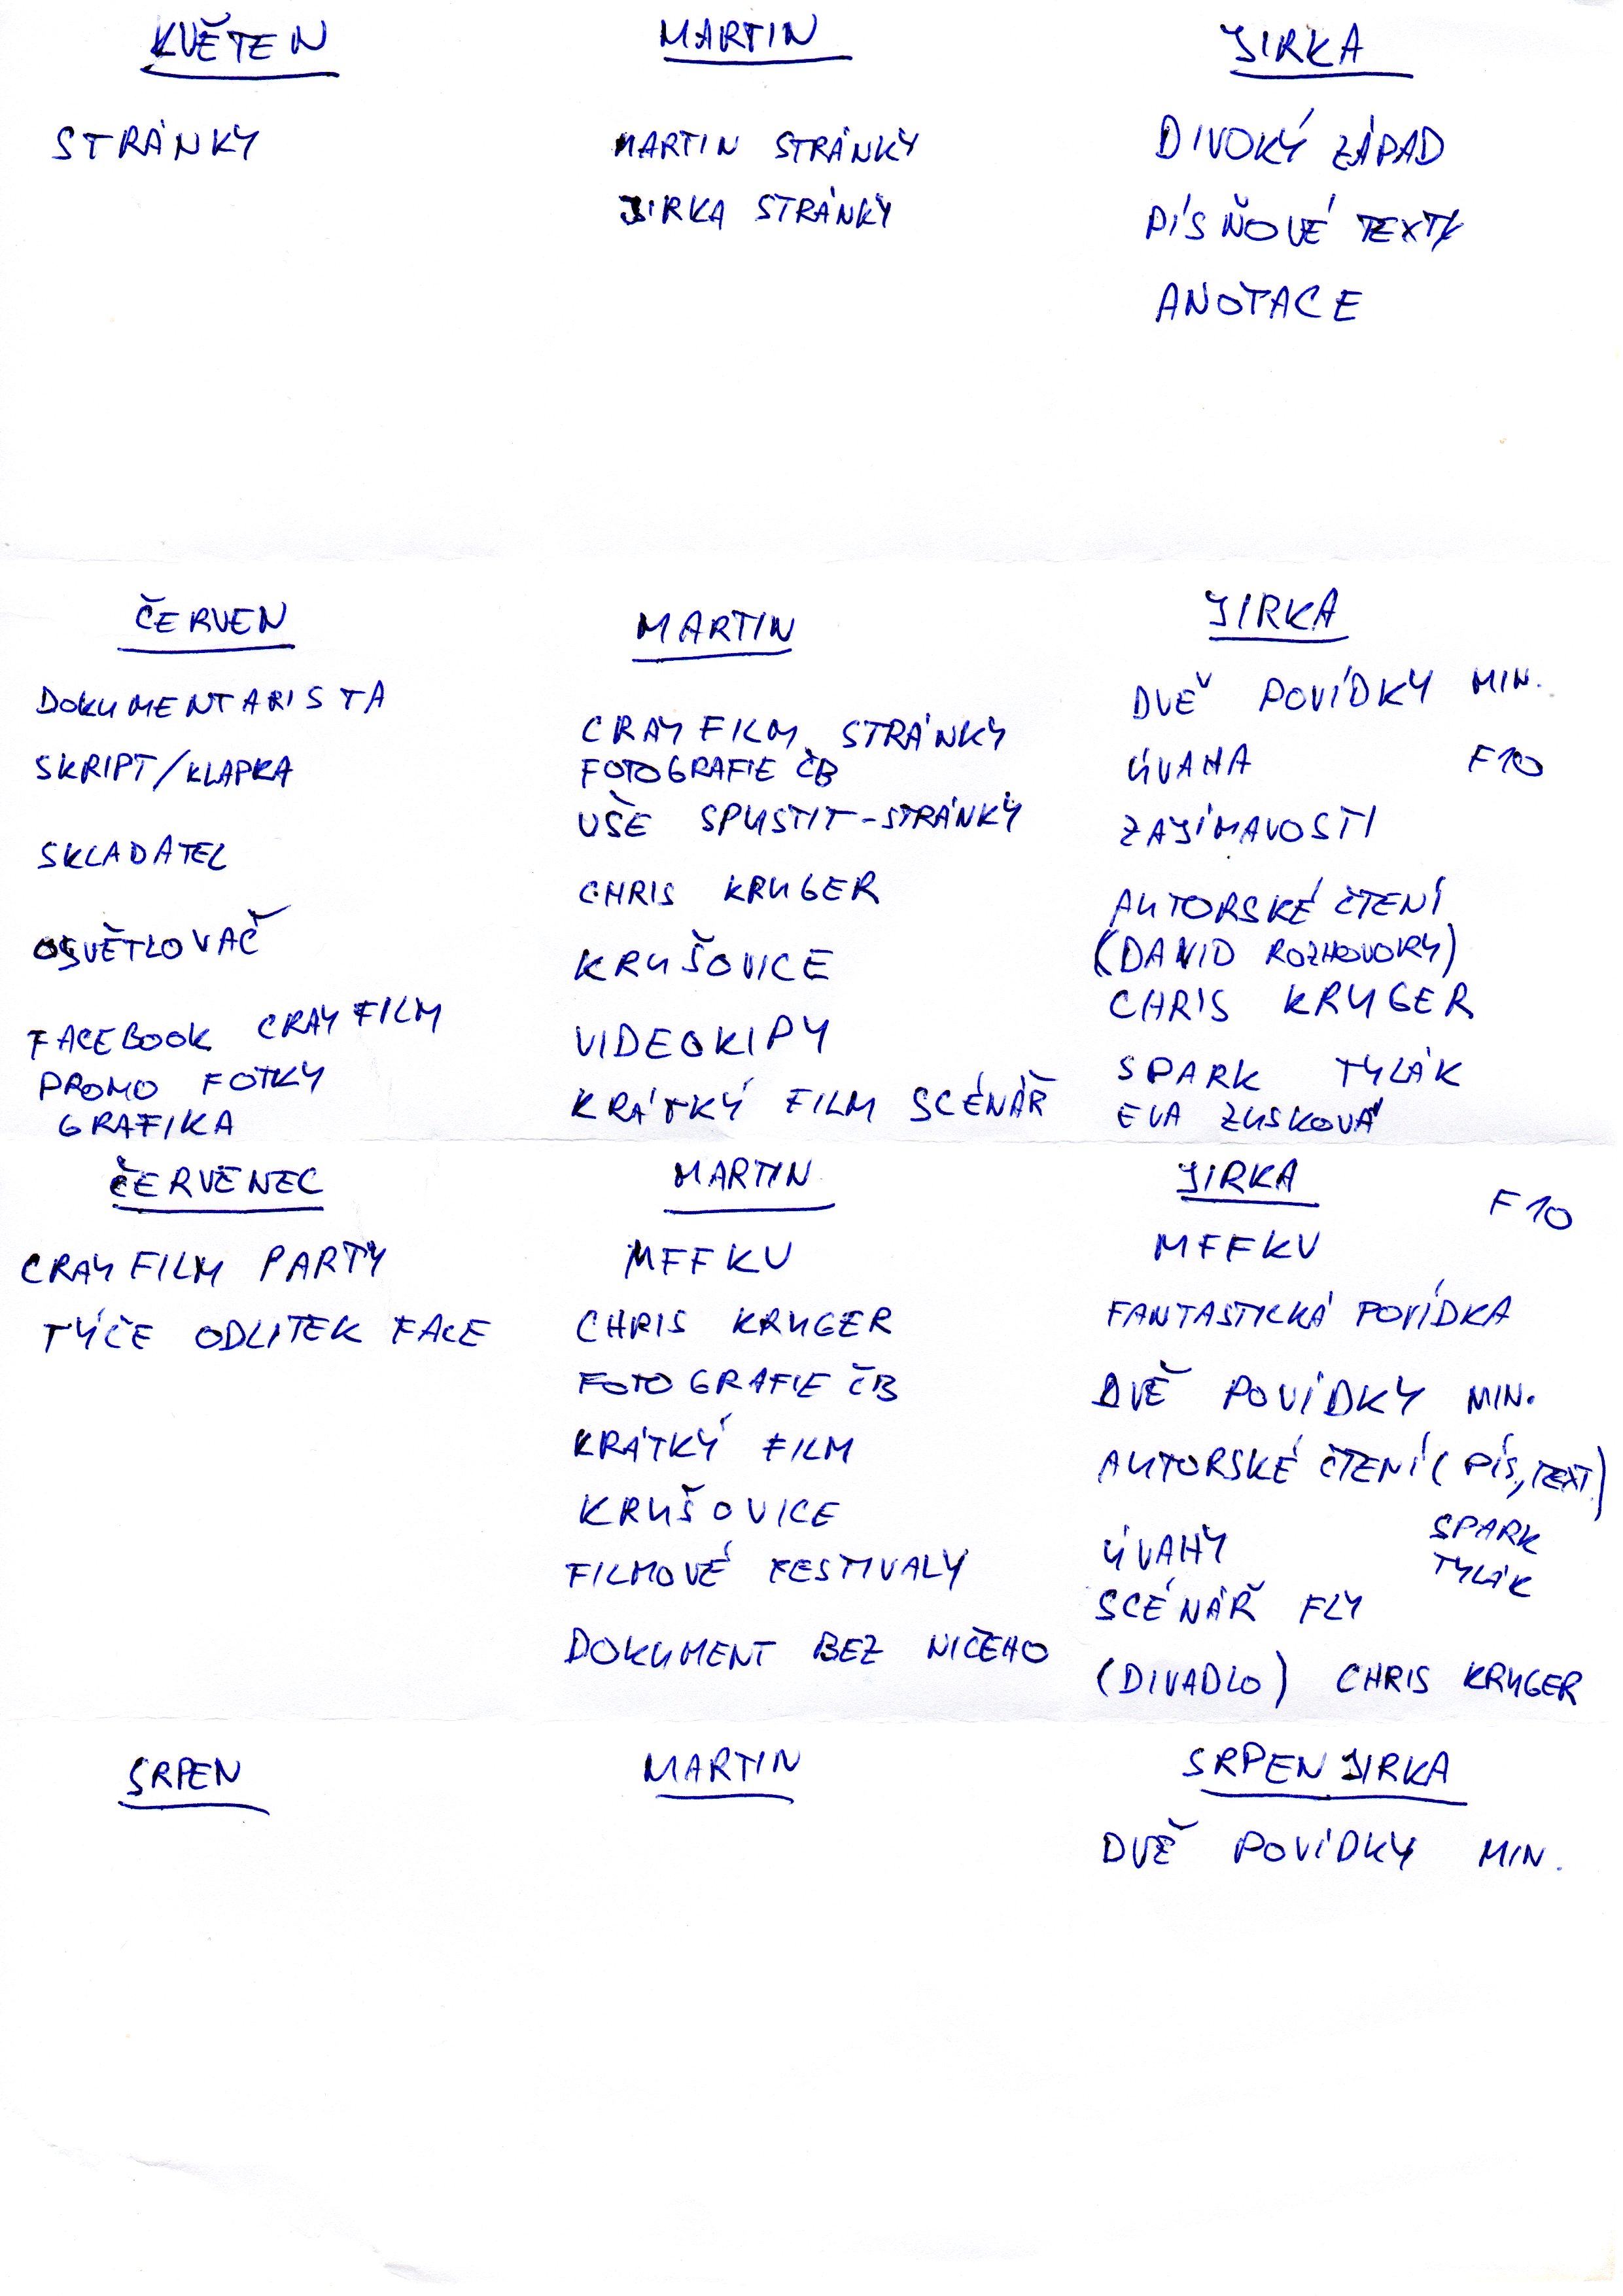 KVĚTEN
STRÁNKY
MARTIN
MARTIN STRÁNKY
JIRKA STRÁNKY
JIRKA
DIVOKÝ ZÁPAD
PÍSŇOVÉ TEXTY
ANOTACE
ČERVEN
DOKUMENTARISTA
SKRIPT/KLAPKA
SKLADATEL
OSVĚTLOVAČ
FACEBOOK CRAY FILM
PROMO FOTKY
GRAFIKA
MARTIN
CRAY FILM STRÁNKY
FOTOGRAFIE ČB
VŠE SPUSTIT-STRÁNKY
CHRIS KRUGER
KRUŠOVICE
VIDEOKIPY
KRÁTKÝ FILM SCÉNÁŘ
JIRKA
DVĚ POVÍDKY MIN.
ÚVAHA F10
ZAJÍMAVOSTI
AUTORSKÉ ČTENÍ
(DAVID ROZHOVORY)
CHRIS KRUGER
SPARK TYLÁK
EVA ZUSKOVÁ
ČERVENEC
CRAY FILM PARTY
TÝČE ODLITEK FACE
MARTIN
MFFKV
CHRIS KRUGER
FOTOGRAFIE ČB
KRÁTKÝ FILM
KRUŠOVICE
FILMOVÉ FESTIVALY
DOKUMENT BEZ NIČEHO
JIRKA F10
MFFKV
FANTASTICKÁ POVÍDKA
DVĚ POVÍDKY MIN.
AUTORSKÉ ČTENÍ (PÍS, TEXT)
ÚVAHY SPARK
TYLÁK
SCÉNÁŘ FLY
(DIVADLO) CHRIS KRUGER
SRPEN
MARTIN
SRPEN JIRKA
DVĚ POVÍDKY MIN.